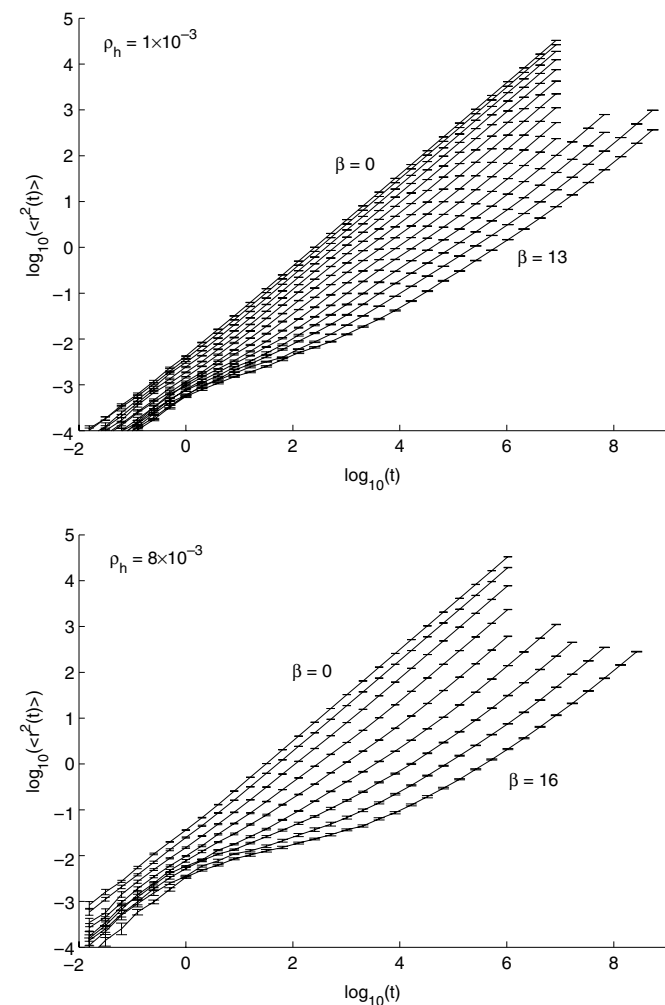 ρₕ = 1×10⁻³
5
4
3
2
1
0
−1
−2
−3
−4
log₁₀(<r²(t)>)
β = 0
β = 13
−2 0 2 4 6 8
log₁₀(t)
ρₕ = 8×10⁻³
5
4
3
2
1
0
−1
−2
−3
−4
log₁₀(<r²(t)>)
β = 0
β = 16
−2 0 2 4 6 8
log₁₀(t)